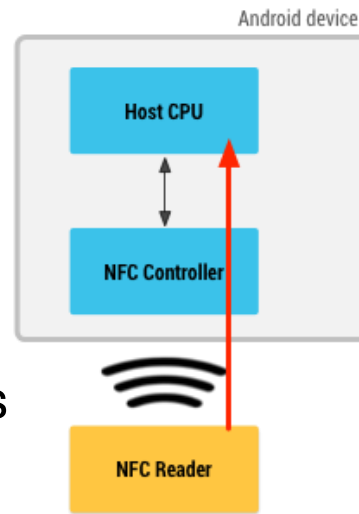 Android device
Host CPU
NFC Controller
s
NFC Reader